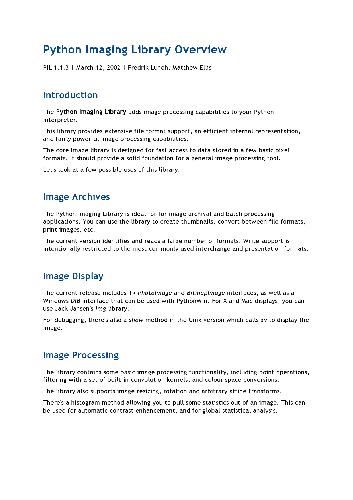 Python Imaging Library Overview
PIL 1.1.3 | March 12, 2002 | Fredrik Lundh, Matthew Ellis
Introduction
The Python Imaging Library adds image processing capabilities to your Python
interpreter.
This library provides extensive file format support, an efficient internal representation,
and fairly powerful image processing capabilities.
The core image library is designed for fast access to data stored in a few basic pixel
formats. It should provide a solid foundation for a general image processing tool.
Let's look at a few possible uses of this library:
Image Archives
The Python Imaging Library is ideal for for image archival and batch processing
applications. You can use the library to create thumbnails, convert between file formats,
print images, etc.
The current version identifies and reads a large number of formats. Write support is
intentionally restricted to the most commonly used interchange and presentation formats.
Image Display
The current release includes Tk PhotoImage and BitmapImage interfaces, as well as a
Windows DIB interface that can be used with PythonWin. For X and Mac displays, you can
use Jack Jansen's img library.
For debugging, there's also a show method in the Unix version which calls xv to display the
image.
Image Processing
The library contains some basic image processing functionality, including point operations,
filtering with a set of built-in convolution kernels, and colour space conversions.
The library also supports image resizing, rotation and arbitrary affine transforms.
There's a histogram method allowing you to pull some statistics out of an image. This can
be used for automatic contrast enhancement, and for global statistical analysis.